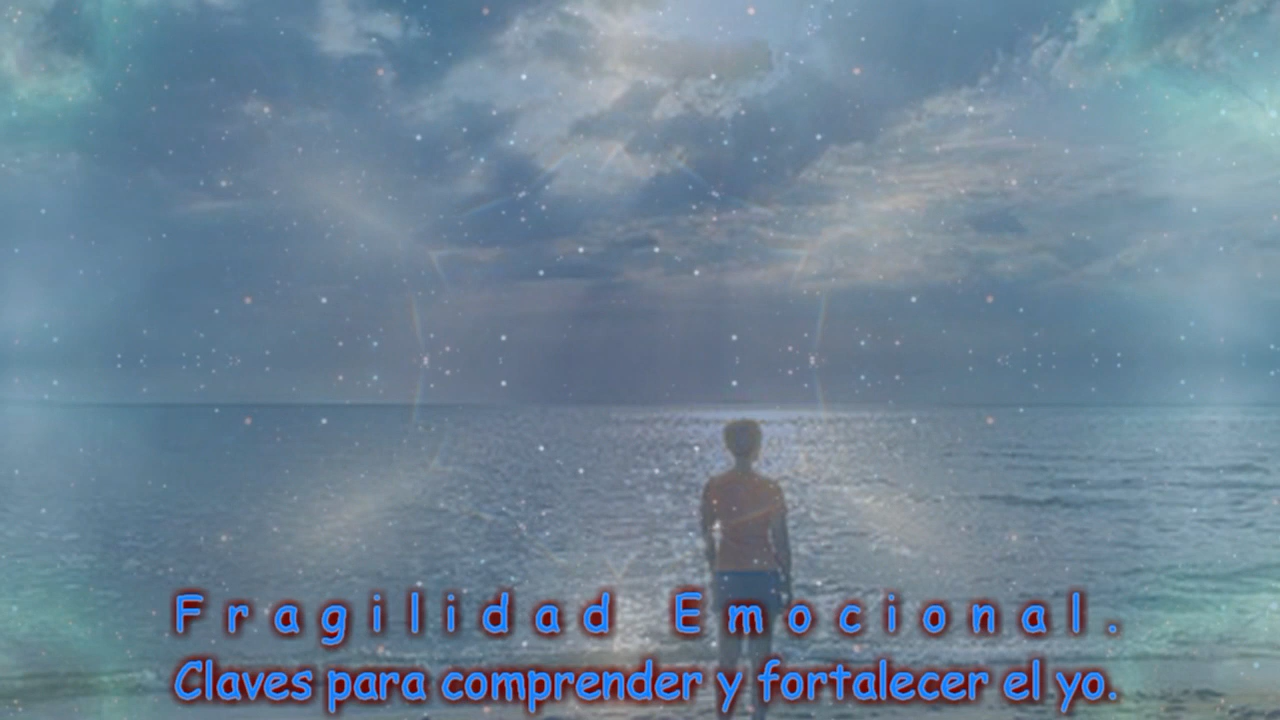 Fragilidad Emocional.
Claves para comprender y fortalecer el yo.